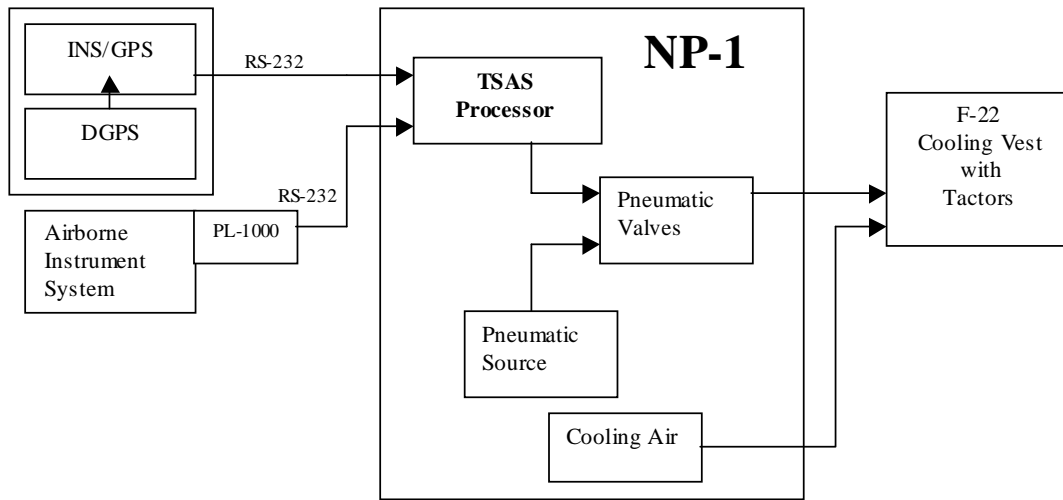 INS/GPS
DGPS
RS-232
RS-232
Airborne
Instrument
System
PL-1000
NP-1
TSAS
Processor
Pneumatic
Valves
Pneumatic
Source
Cooling Air
F-22
Cooling Vest
with
Tactors